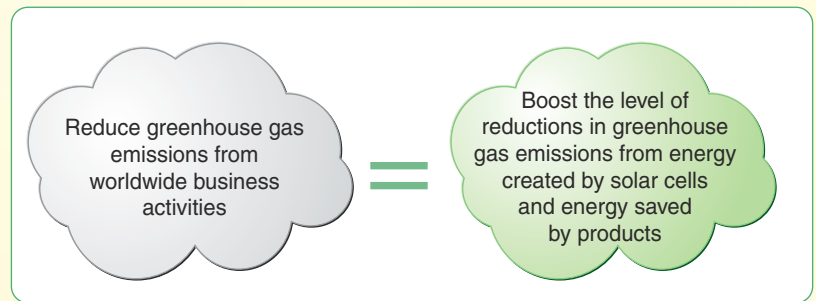 Reduce greenhouse gas
emissions from
worldwide business
activities
=
Boost the level of
reductions in greenhouse
gas emissions from energy
created by solar cells
and energy saved
by products